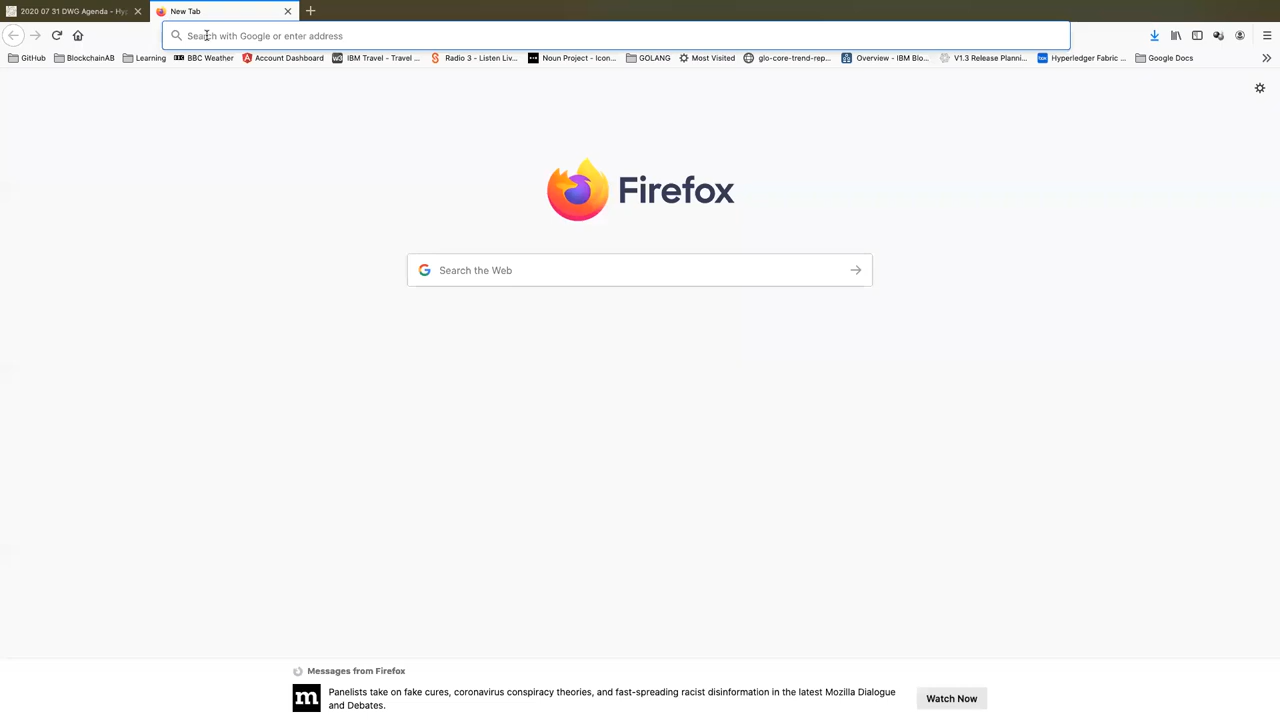 2020 07 31 DWG Agenda - Hyp
New Tab
Search with Google or enter address
GitHub
BlockchainAB
Learning
BBC Weather
Account Dashboard
IBM Travel - Travel ...
Radio 3 - Listen Liv...
Noun Project - Icon...
GOLANG
Most Visited
glo-core-trend-rep...
Overview - IBM Blo...
V1.3 Release Planni...
Hyperledger Fabric ...
Google Docs
Firefox
Search the Web
Messages from Firefox
m
Panelists take on fake cures, coronavirus conspiracy theories, and fast-spreading racist disinformation in the latest Mozilla Dialogue
and Debates.
Watch Now